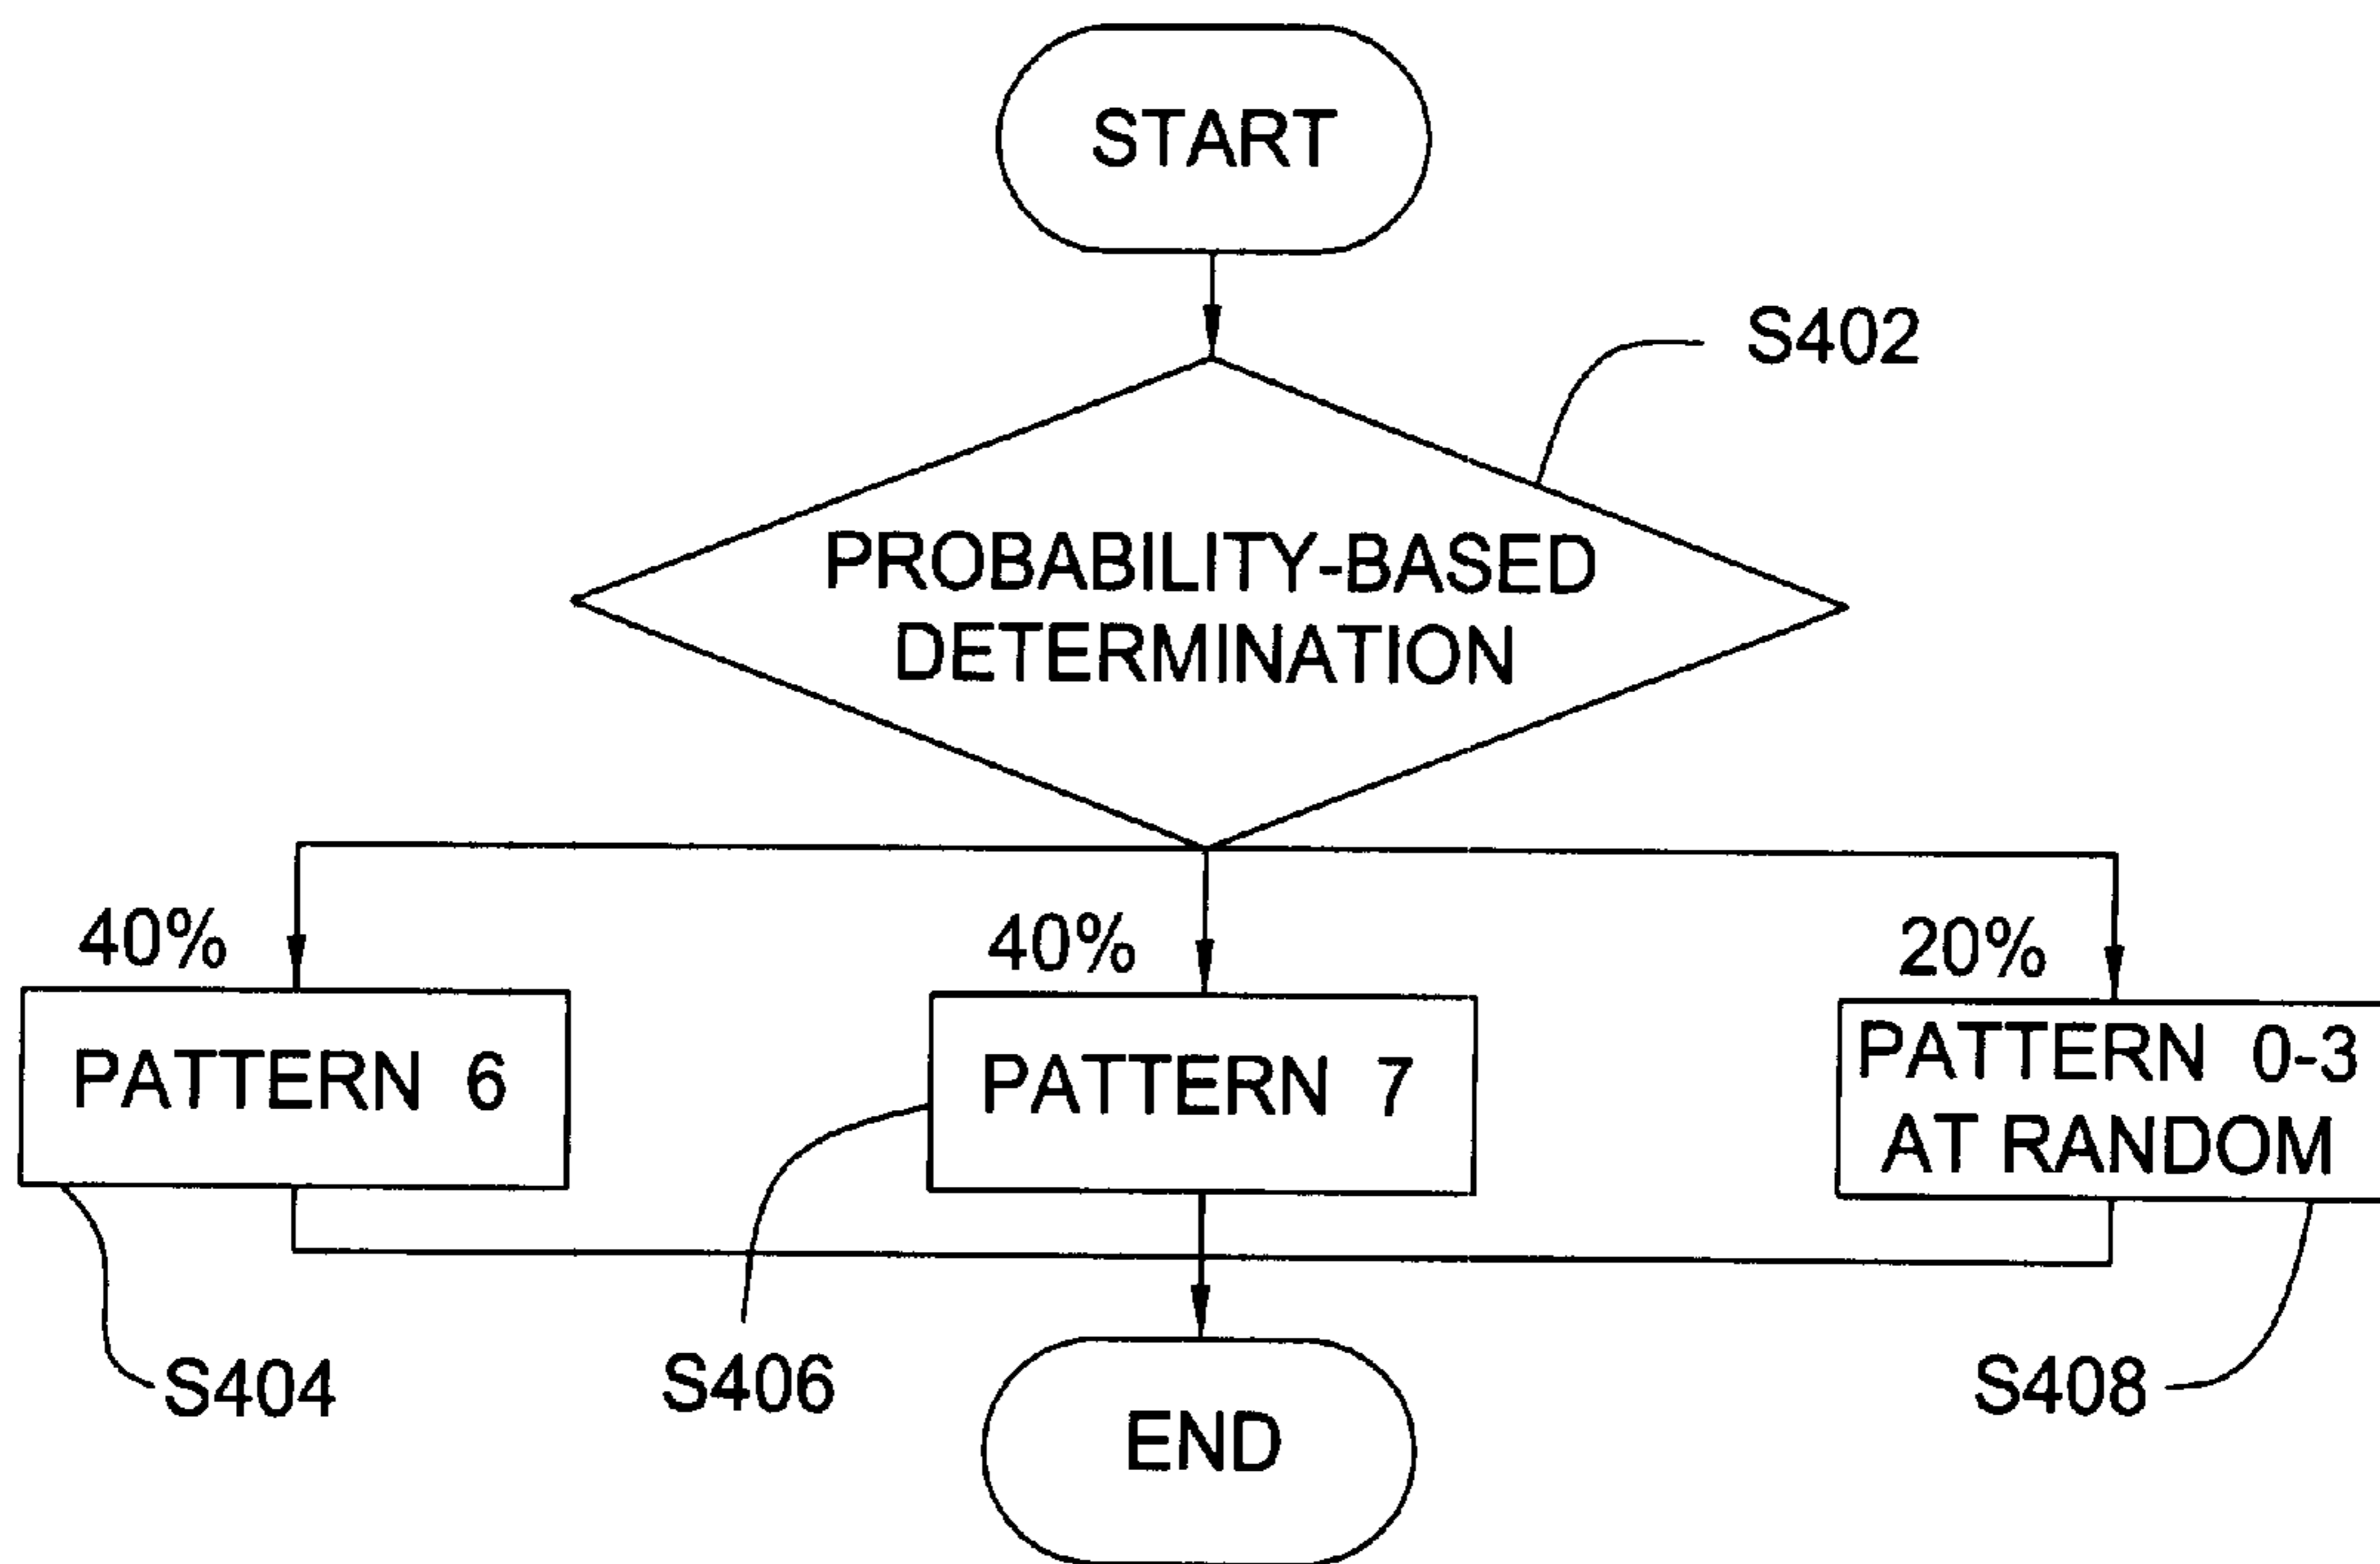 START
S402
PROBABILITY-BASED
DETERMINATION
40%
40%
20%
PATTERN 6
PATTERN 7
PATTERN 0-3
AT RANDOM
S404
S406
S408
END